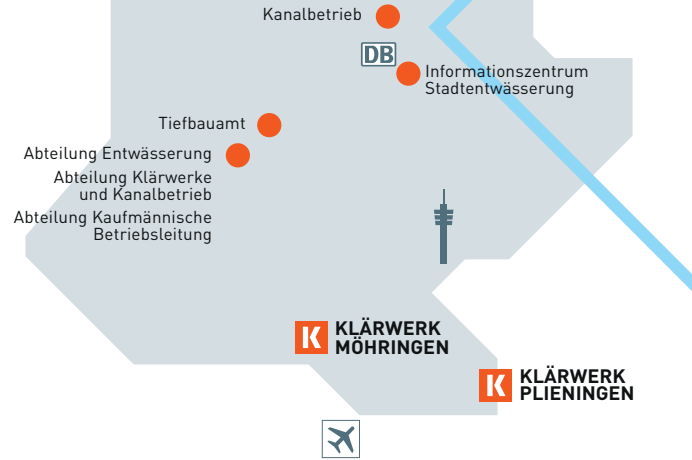 Kanalbetrieb
DB
Informationszentrum
Stadtentwässerung
Tiefbauamt
Abteilung Entwässerung
Abteilung Klärwerke
und Kanalbetrieb
Abteilung Kaufmännische
Betriebsleitung
K KLÄRWERK
MÖHRINGEN
K KLÄRWERK
PLIENINGEN